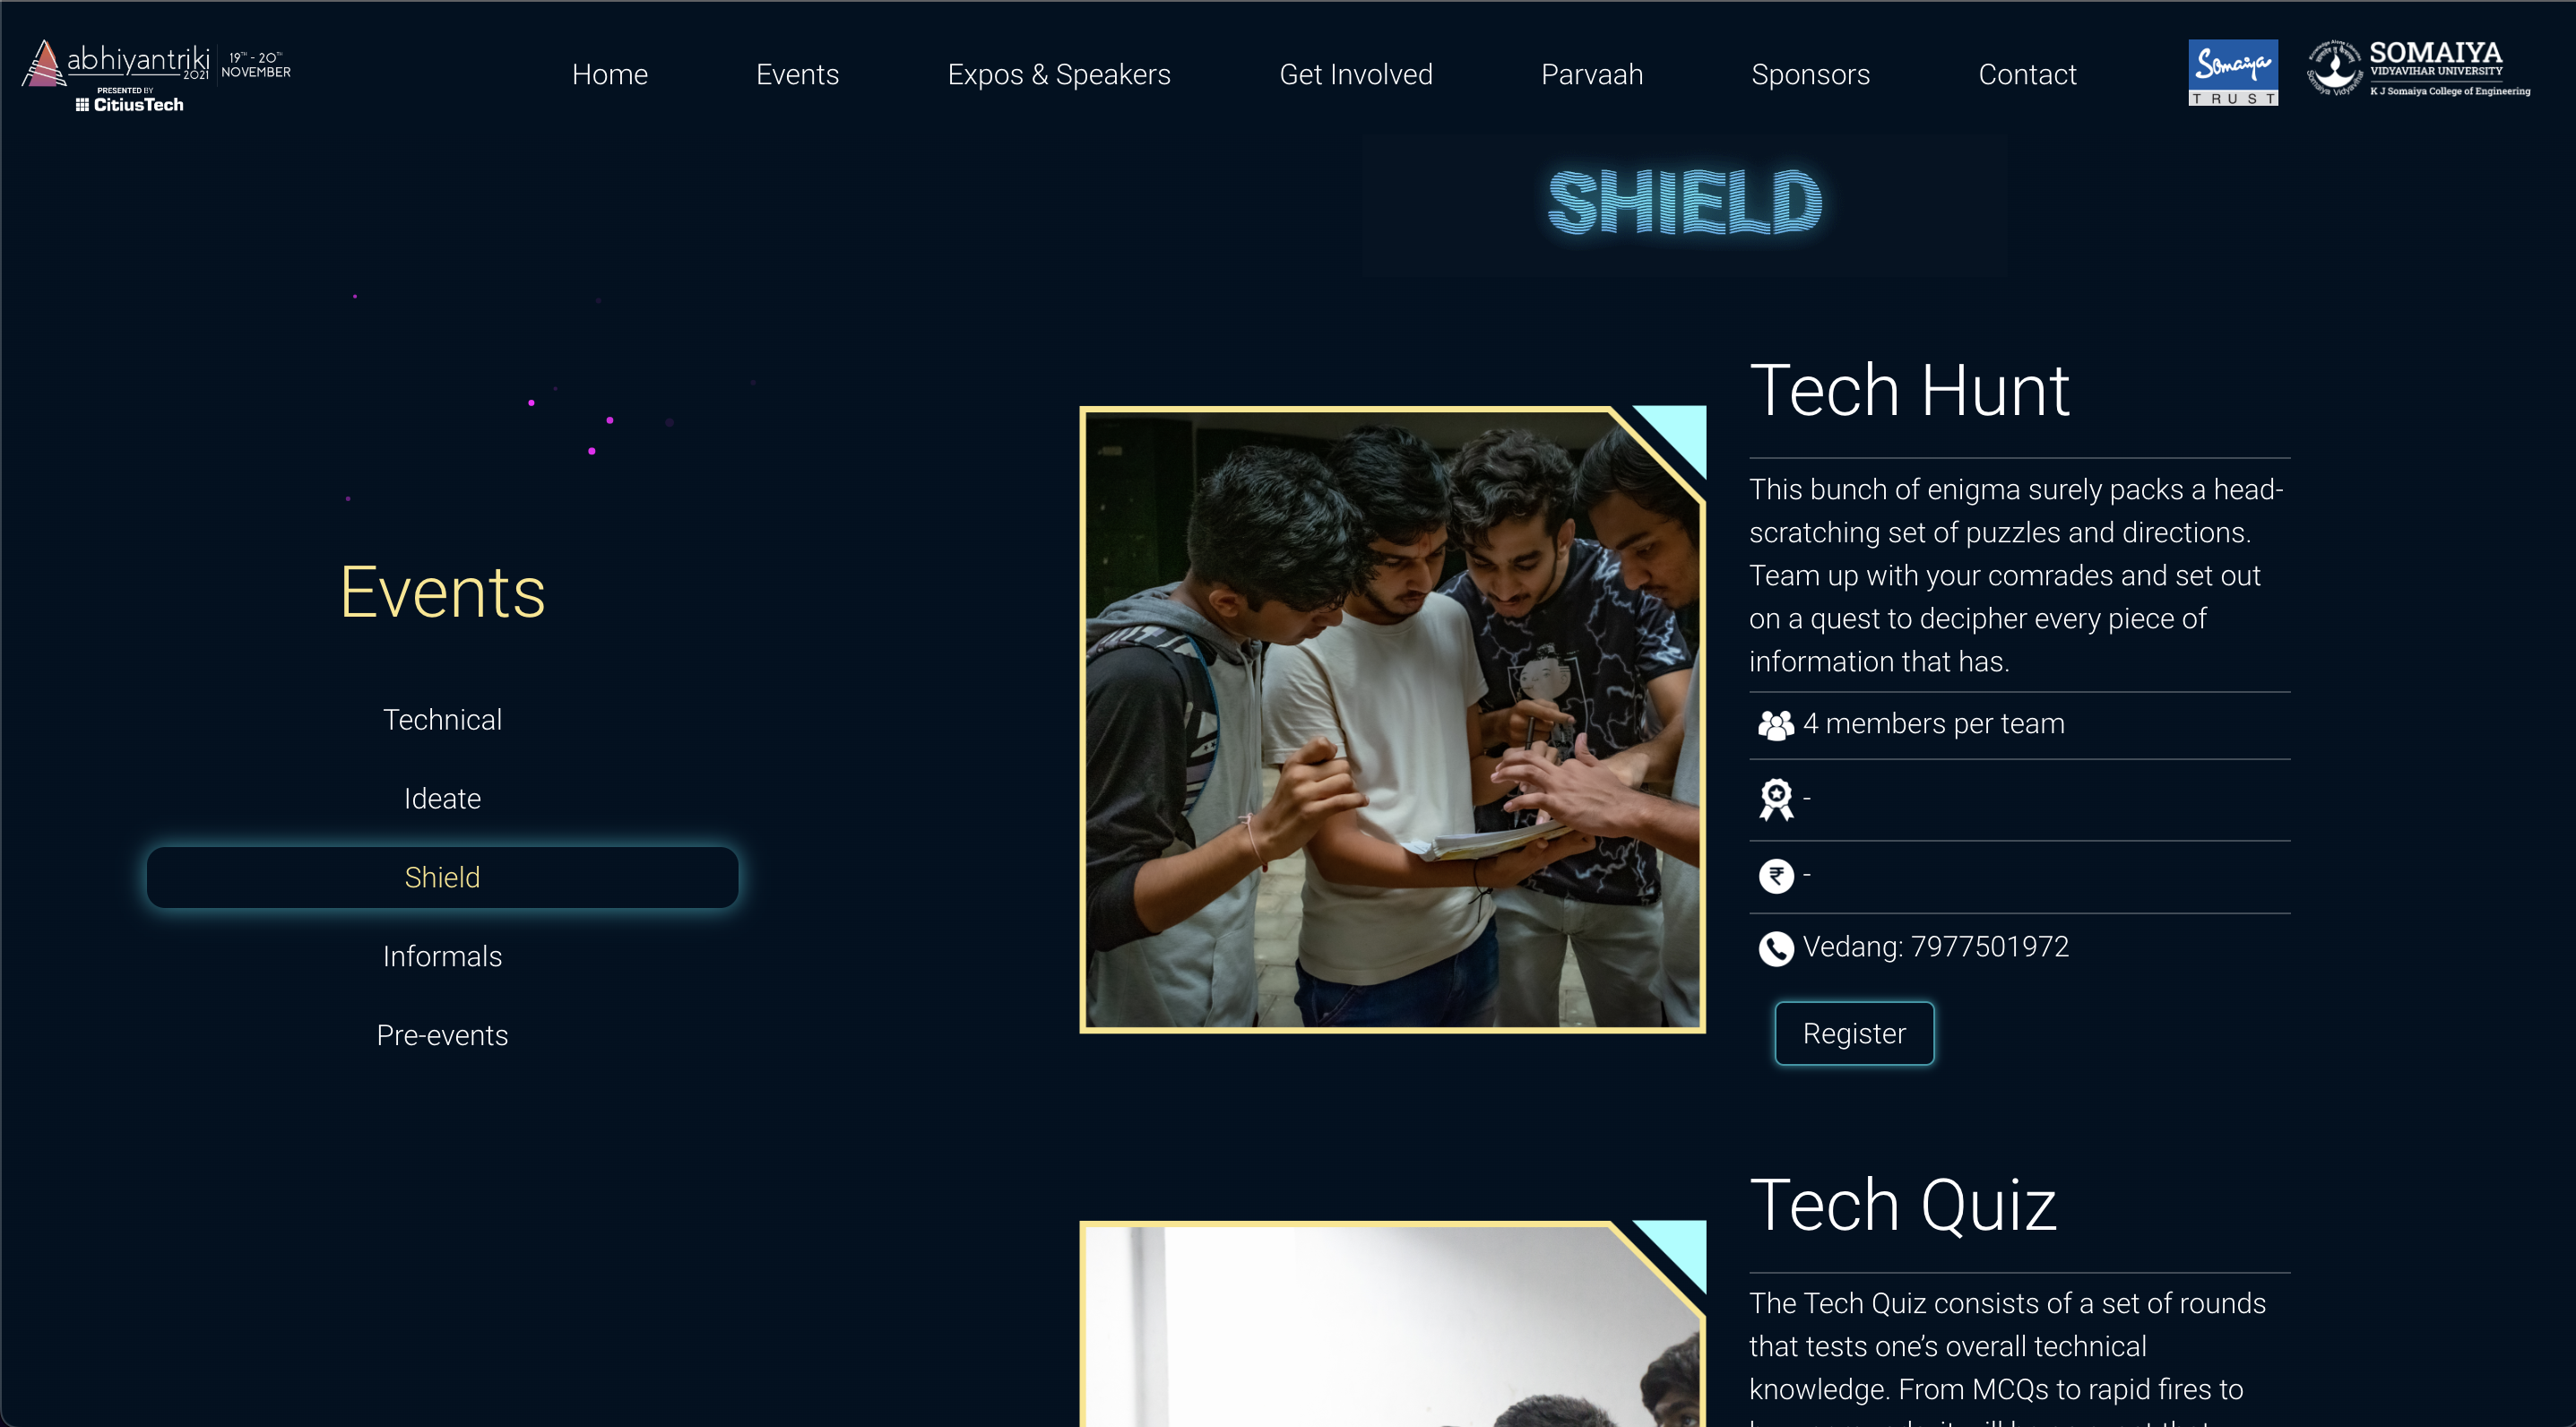 abhiyantriki
2021
19TH - 20TH
NOVEMBER
PRESENTED BY
CitiusTech
Home
Events
Expos & Speakers
Get Involved
Parvaah
Sponsors
Contact
Somaiya
TRUST
SOMAIYA
VIDYAVIHAR UNIVERSITY
K J Somaiya College of Engineering
SHIELD
Events
Technical
Ideate
Shield
Informals
Pre-events
Tech Hunt
This bunch of enigma surely packs a head-
scratching set of puzzles and directions.
Team up with your comrades and set out
on a quest to decipher every piece of
information that has.
4 members per team
-
₹ -
Vedang: 7977501972
Register
Tech Quiz
The Tech Quiz consists of a set of rounds
that tests one’s overall technical
knowledge. From MCQs to rapid fires to